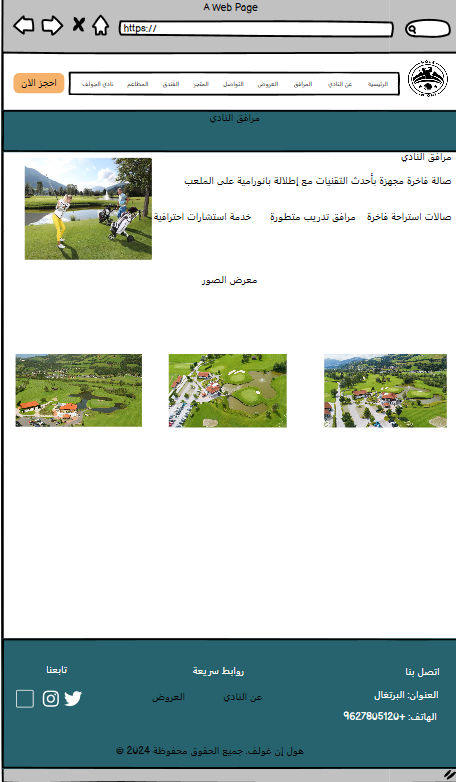 A Web Page
https://
الرئيسية عن النادي المرافق العروض التواصل المتجر الفندق المطاعم نادي الجولف
احجز الان
مرافق النادي
مرافق النادي
صالة فاخرة مجهزة بأحدث التقنيات مع إطلالة بانورامية على الملعب
صالات استراحة فاخرة مرافق تدريب متطورة خدمة استشارات احترافية
معرض الصور
اتصل بنا روابط سريعة تابعنا
العنوان: البرتغال
عن النادي العروض
الهاتف: +9627805120
هول إن غولف. جميع الحقوق محفوظة 2024 ©